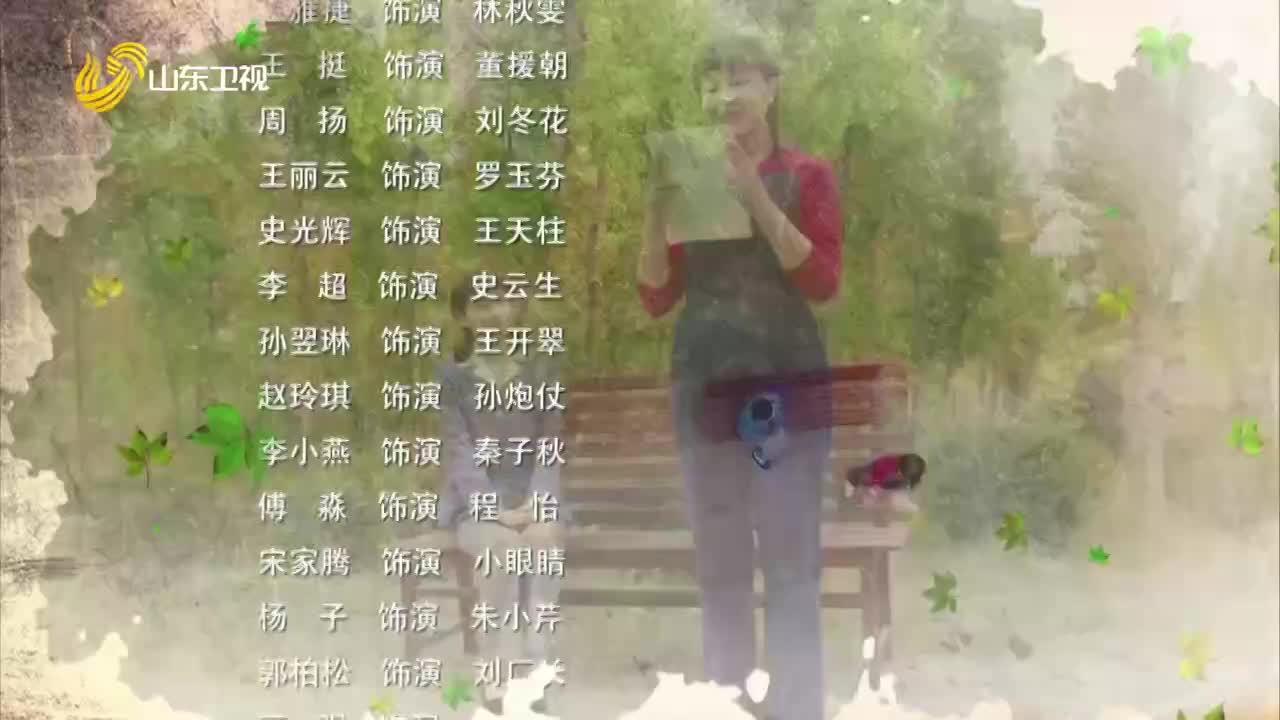 雅捷 饰演 林秋雯
山东卫视
王 挺 饰演 董援朝
周 扬 饰演 刘冬花
王丽云 饰演 罗玉芬
史光辉 饰演 王天柱
李 超 饰演 史云生
孙翌琳 饰演 王开翠
赵玲琪 饰演 孙炮仗
李小燕 饰演 秦子秋
傅 淼 饰演 程 怡
宋家腾 饰演 小眼睛
杨 子 饰演 朱小芹
郭柏松 饰演 刘厂长